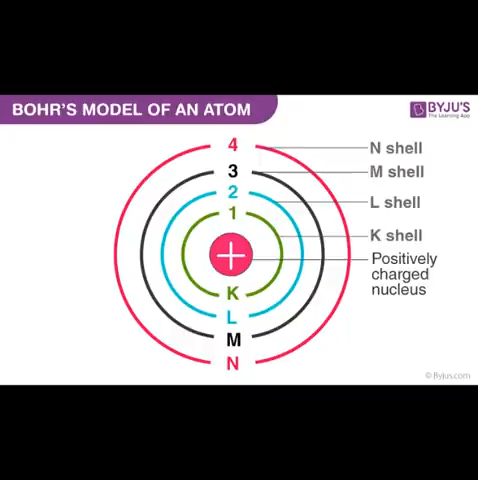 BOHR'S MODEL OF AN ATOM
BYJU'S
The Learning App
4
N shell
3
M shell
2
L shell
1
K shell
+
Positively
charged
nucleus
K
L
M
N
© Byjus.com